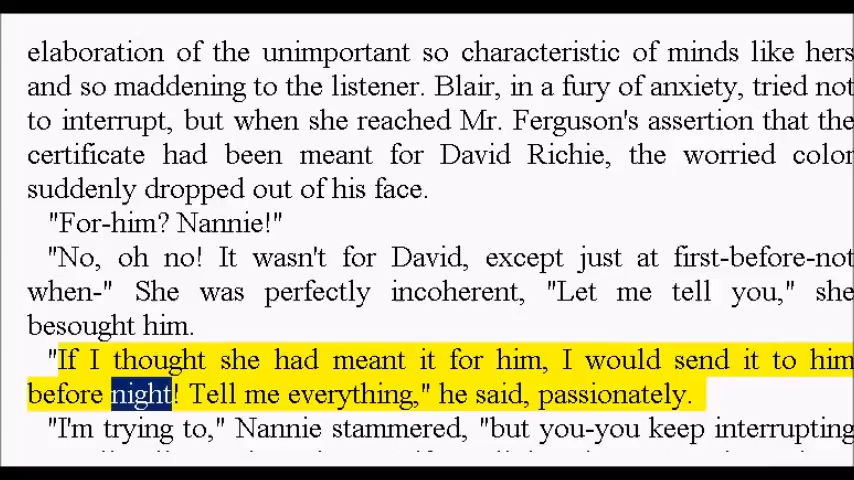 elaboration of the unimportant so characteristic of minds like hers
and so maddening to the listener. Blair, in a fury of anxiety, tried not
to interrupt, but when she reached Mr. Ferguson's assertion that the
certificate had been meant for David Richie, the worried color
suddenly dropped out of his face.
"For-him? Nannie!"
"No, oh no! It wasn't for David, except just at first-before-not
when-" She was perfectly incoherent, "Let me tell you," she
besought him.
"If I thought she had meant it for him, I would send it to him
before night! Tell me everything," he said, passionately.
"I'm trying to," Nannie stammered, "but you-you keep interrupting